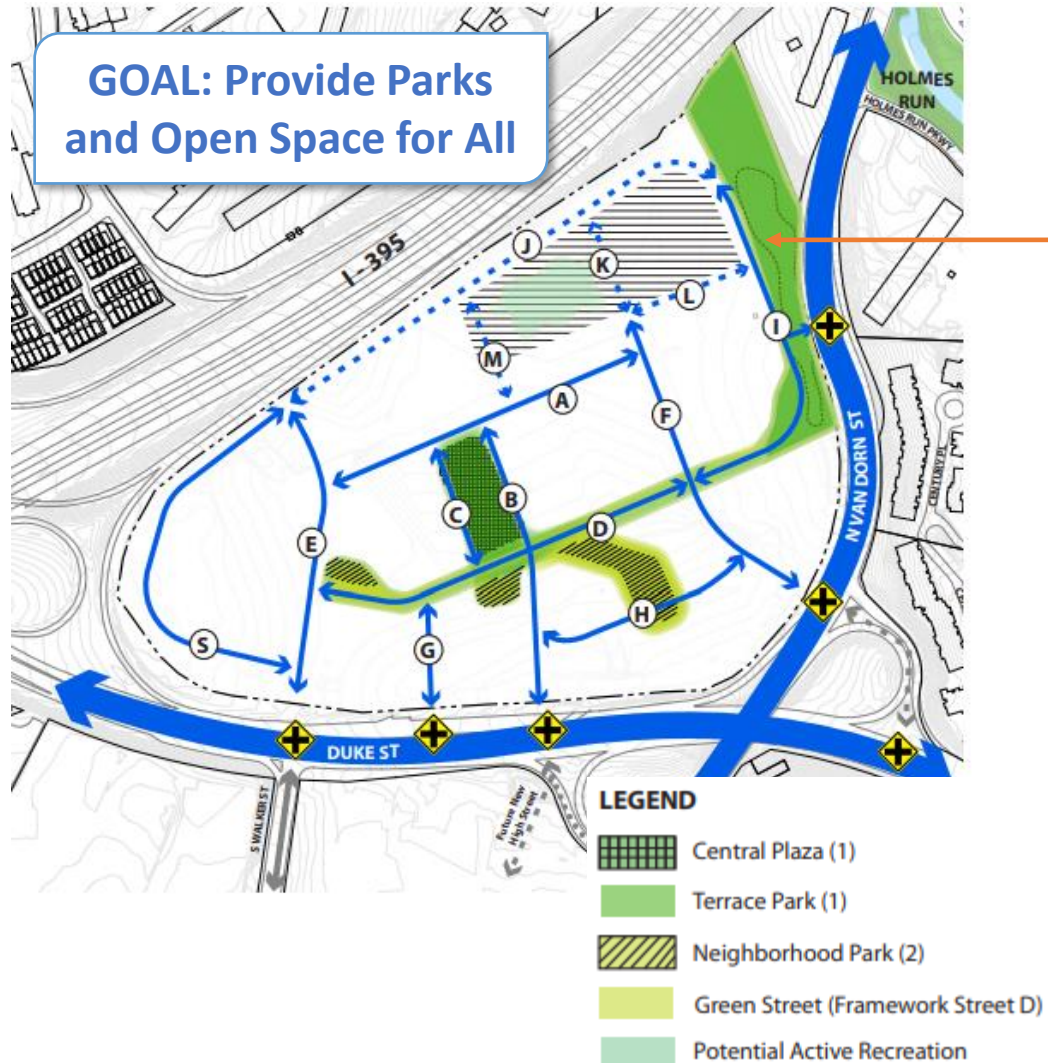 GOAL: Provide Parks
and Open Space for All
HOLMES
RUN
HOLMES RUN PKWY
I - 395
J
K
L
I
M
A
F
N VAN DORN ST
CENTURY PL
C
B
D
E
H
S
G
DUKE ST
S WALKER ST
Future New
High Street
LEGEND
Central Plaza (1)
Terrace Park (1)
Neighborhood Park (2)
Green Street (Framework Street D)
Potential Active Recreation